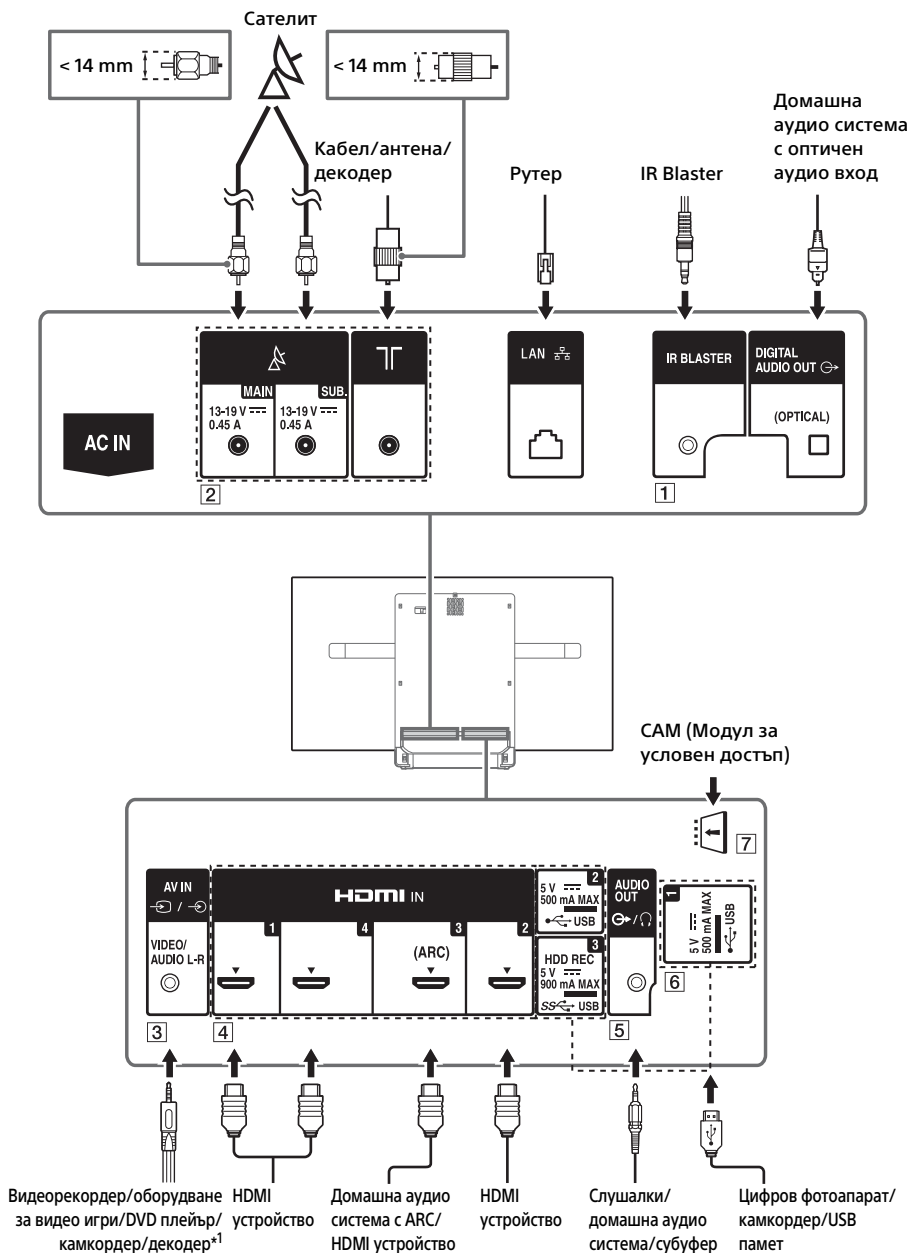 Сателит
< 14 mm
< 14 mm
Кабел/антена/
декодер
Рутер
IR Blaster
Домашна
аудио система
с оптичен
аудио вход
AC IN
MAIN
13-19 V
0.45 A
SUB.
13-19 V
0.45 A
2
LAN
IR BLASTER
1
DIGITAL
AUDIO OUT
(OPTICAL)
CAM (Модул за
условен достъп)
7
AV IN
/
VIDEO/
AUDIO L-R
3
HDMI IN
1
4
3
(ARC)
2
4
2
5 V
500 mA MAX
USB
3
HDD REC
5 V
900 mA MAX
SS USB
AUDIO
OUT
/
5
1
5 V
500 mA MAX
USB
6
Видеорекордер/оборудване
за видео игри/DVD плейър/
камкордер/декодер*1
HDMI
устройство
Домашна аудио
система с ARC/
HDMI устройство
HDMI
устройство
Слушалки/
домашна аудио
система/субуфер
Цифров фотоапарат/
камкордер/USB
памет